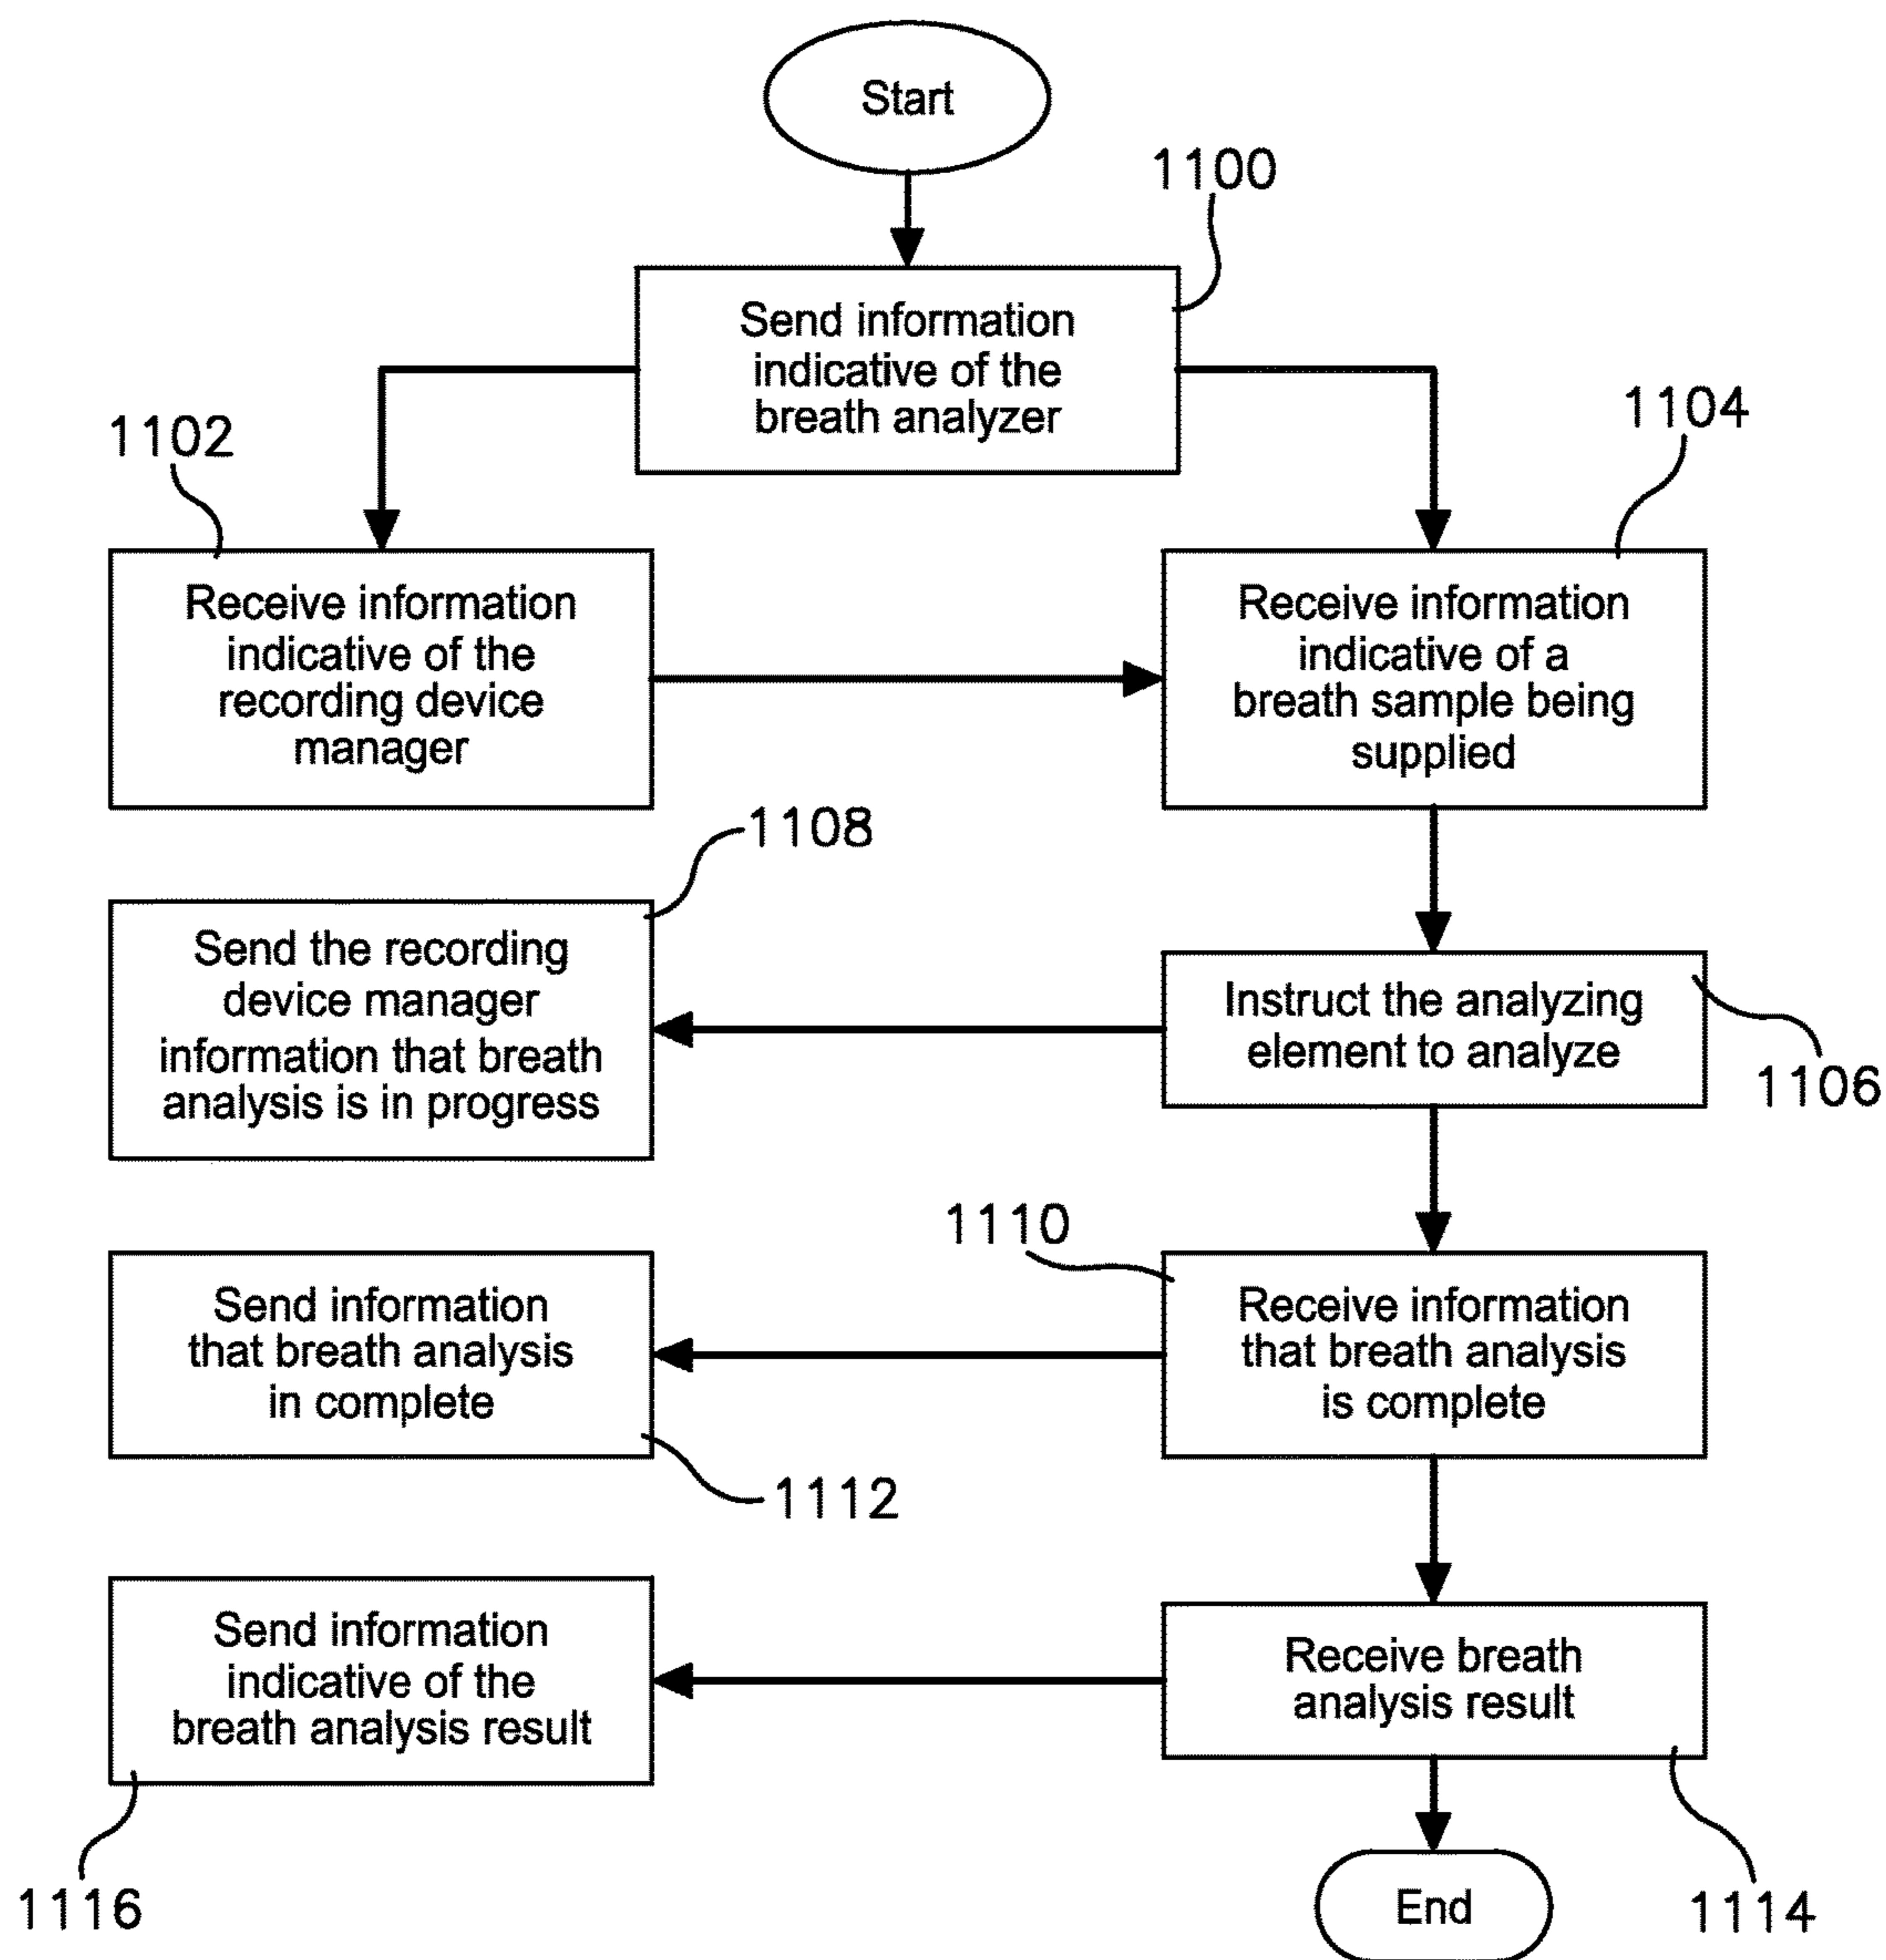 Start
1100
Send information
indicative of the
breath analyzer
1102
1104
Receive information
indicative of the
recording device
manager
Receive information
indicative of a
breath sample being
supplied
1108
Send the recording
device manager
information that breath
analysis is in progress
Instruct the analyzing
element to analyze
1106
1110
Send information
that breath analysis
in complete
Receive information
that breath analysis
is complete
1112
Send information
indicative of the
breath analysis result
Receive breath
analysis result
1116
End
1114